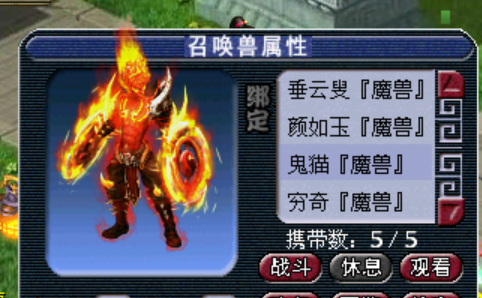 召唤兽属性
绑定
垂云叟『魔兽』
颜如玉『魔兽』
鬼猫『魔兽』
穷奇『魔兽』
携带数：5/5
战斗 休息 观看